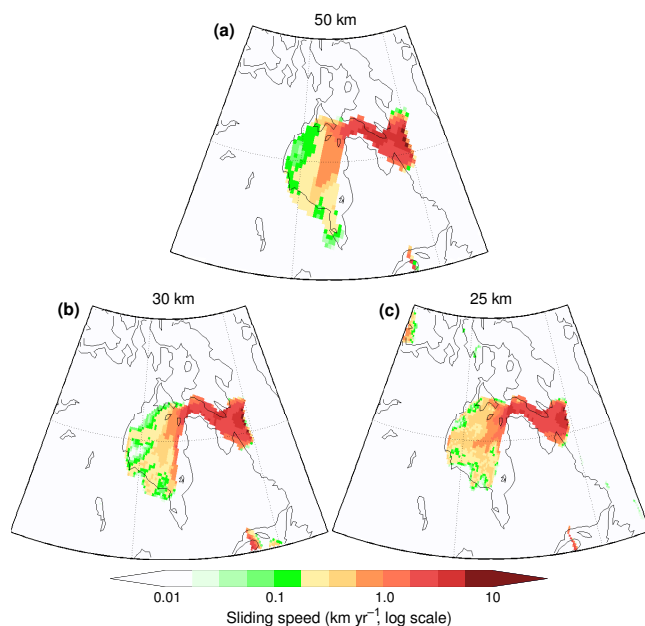 50 km
(a)
30 km
25 km
(b)
(c)
0.01 0.1 1.0 10
Sliding speed (km yr⁻¹, log scale)